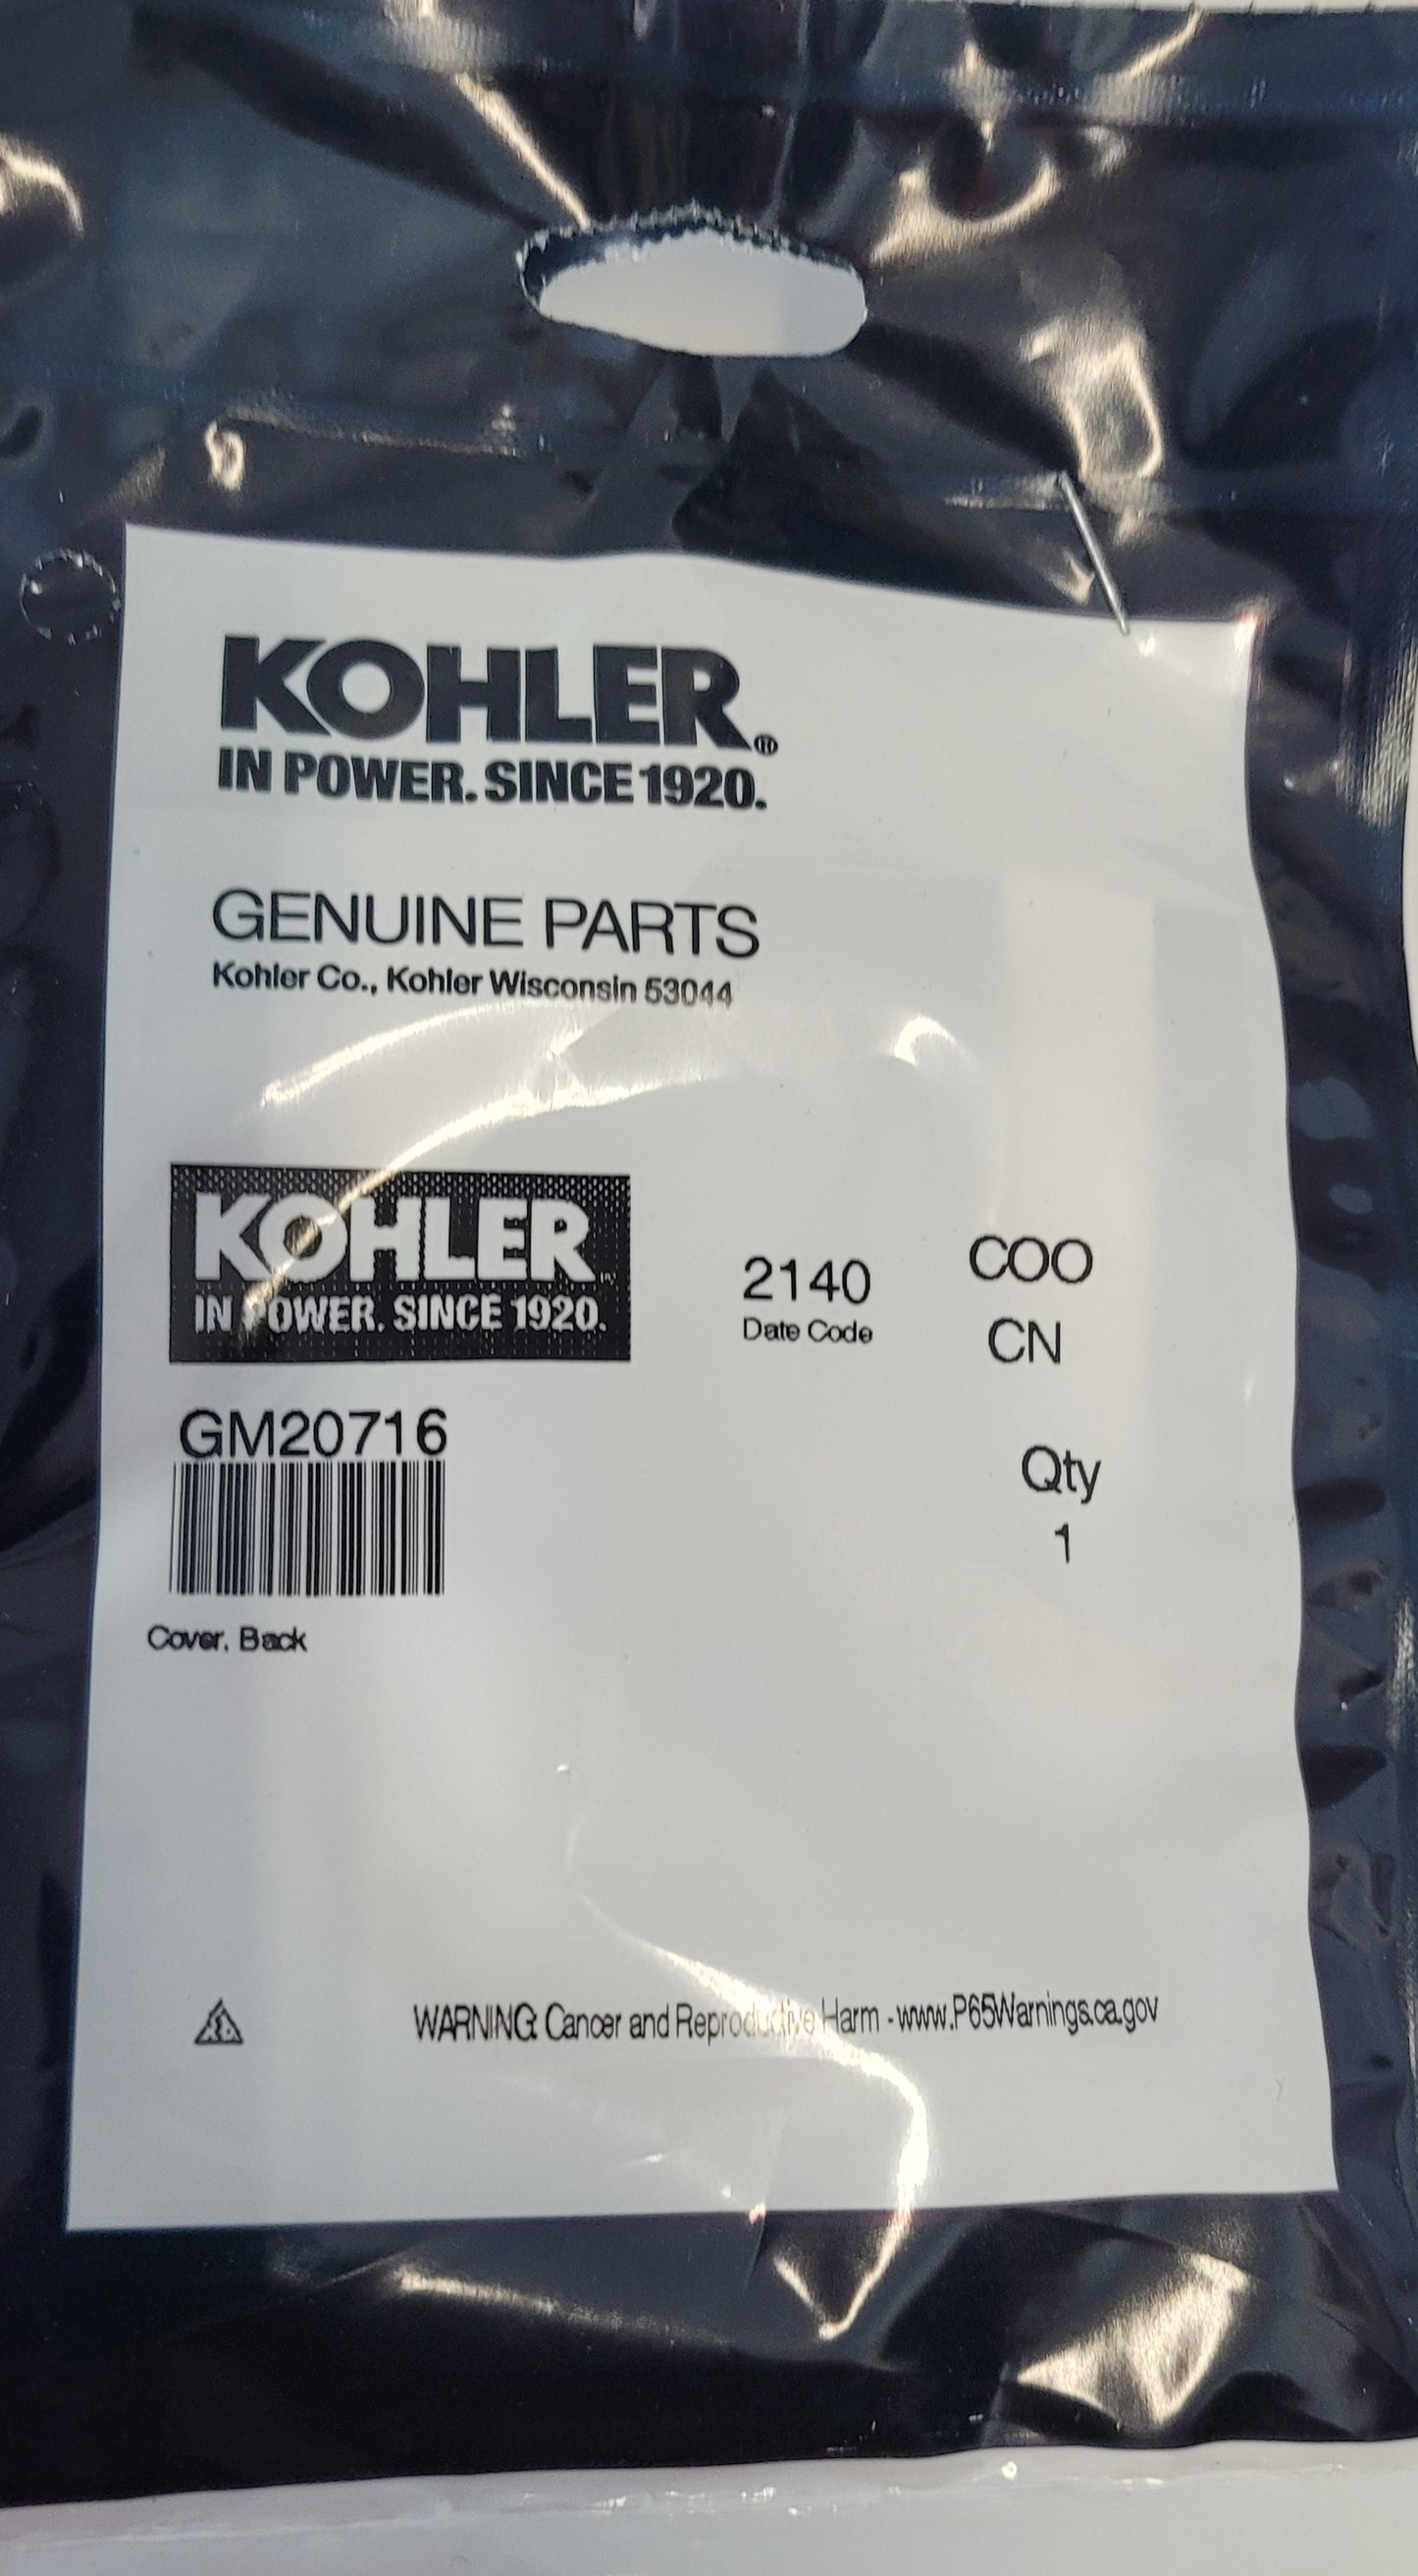 KOHLER®
IN POWER. SINCE 1920.
GENUINE PARTS
Kohler Co., Kohler Wisconsin 53044
KOHLER
IN POWER. SINCE 1920.
2140
Date Code
COO
CN
GM20716
Qty
1
Cover, Back
WARNING: Cancer and Reproductive Harm - www.P65Warnings.ca.gov